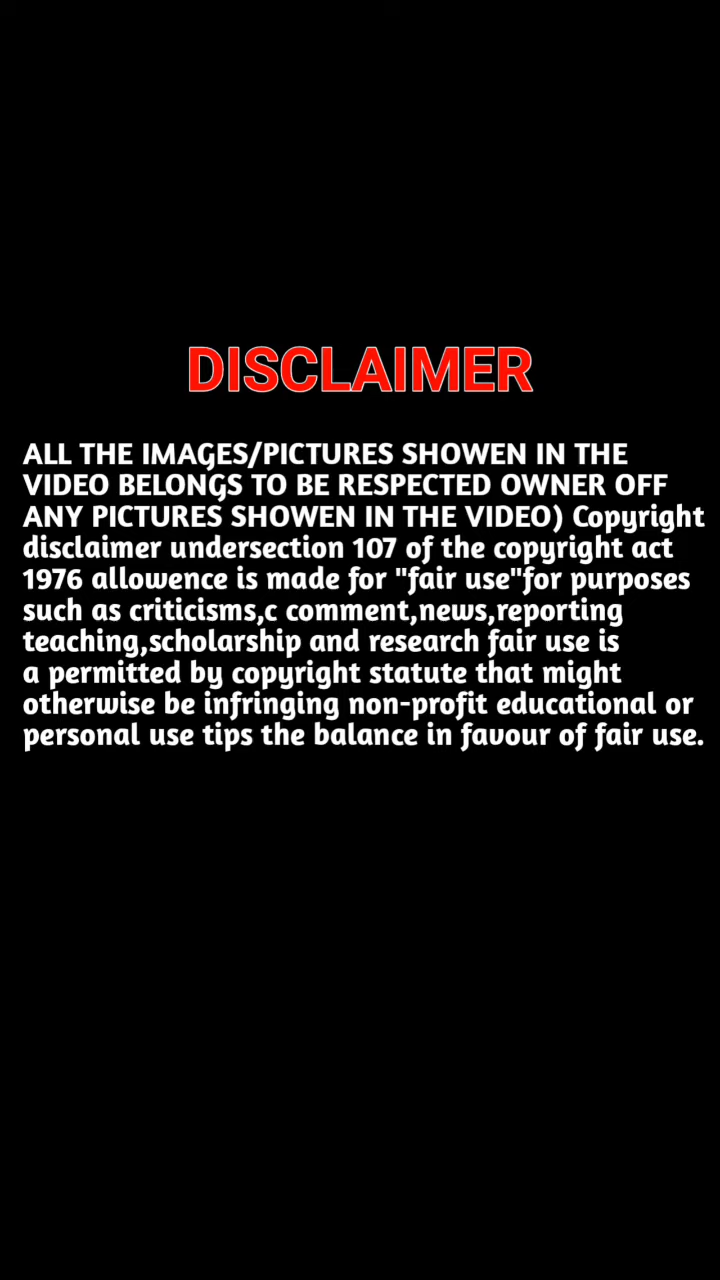 DISCLAIMER
ALL THE IMAGES/PICTURES SHOWEN IN THE
VIDEO BELONGS TO BE RESPECTED OWNER OFF
ANY PICTURES SHOWEN IN THE VIDEO) Copyright
disclaimer undersection 107 of the copyright act
1976 allowence is made for "fair use"for purposes
such as criticisms,c comment,news,reporting
teaching,scholarship and research fair use is
a permitted by copyright statute that might
otherwise be infringing non-profit educational or
personal use tips the balance in favour of fair use.